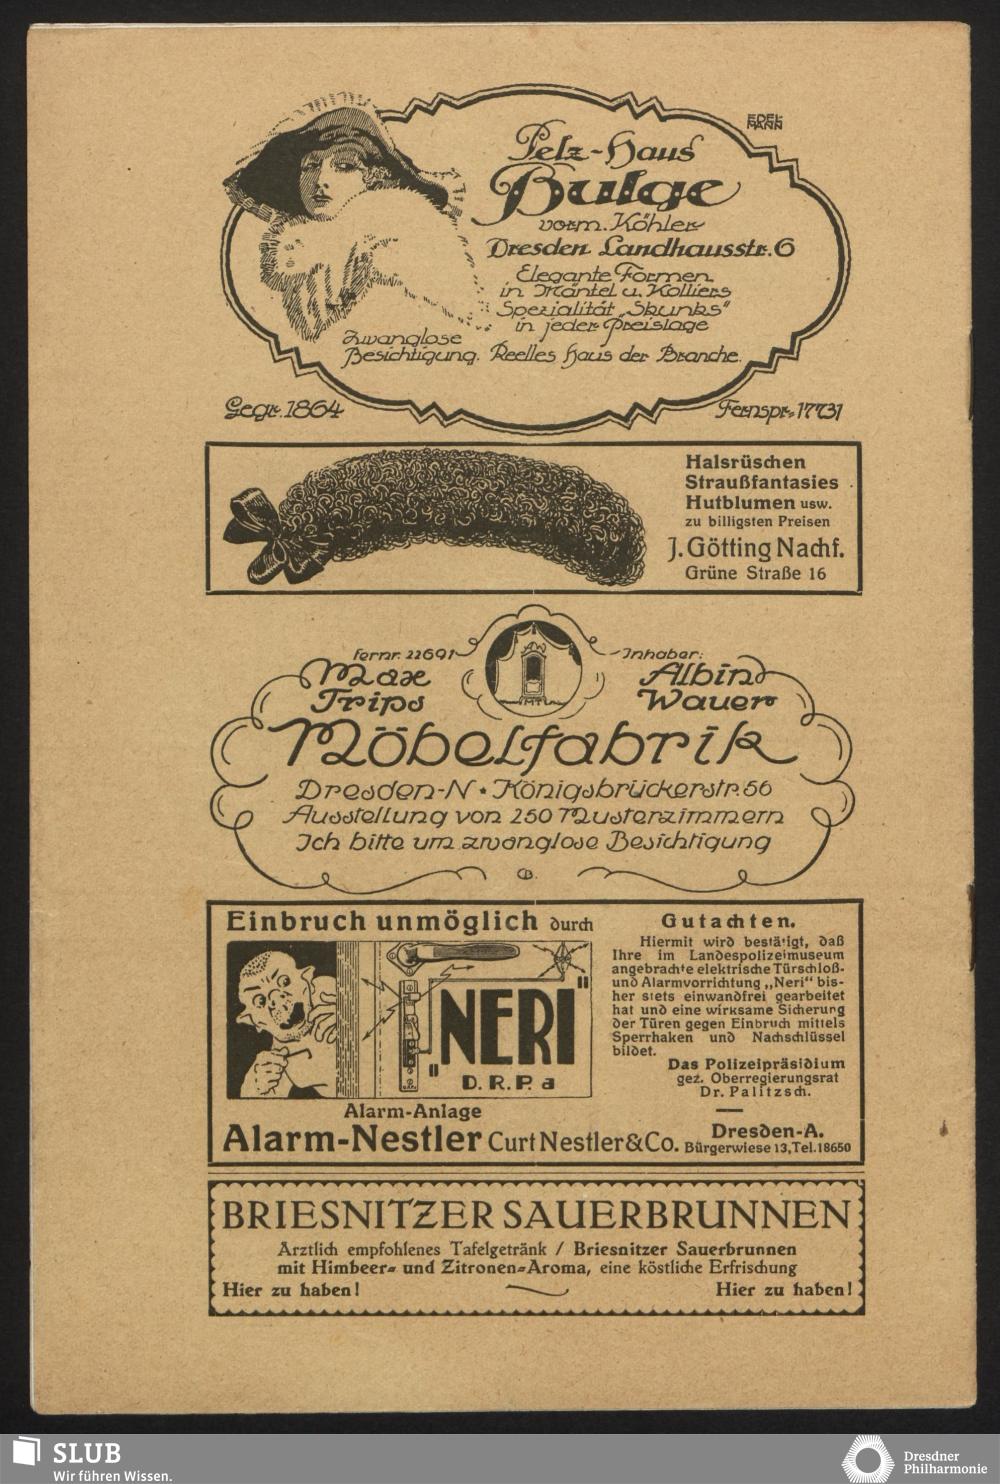 EDEL-
MANN
Pelz-Haus
Bulge
vorm. Köhler
Dresden Landhausstr. 6
Elegante Formen
in Mäntel u. Kolliers
Spezialität „Skunks“
in jeder Preislage
Zwanglose
Besichtigung. Reelles Haus der Branche.
Gegr. 1864
Fernspr. 17731
Halsrüschen
Straußfantasies
Hutblumen usw.
zu billigsten Preisen
J. Götting Nachf.
Grüne Straße 16
Fernr. 22691
Inhaber:
Max
Trips
Albin
Wauer
MT
Möbelfabrik
Dresden-N • Königsbrückerstr. 56
Ausstellung von 250 Musterzimmern
Ich bitte um zwanglose Besichtigung
Einbruch unmöglich durch
„NERI“
D. R. P. a
Alarm-Anlage
Alarm-Nestler Curt Nestler & Co.
Gutachten.
Hiermit wird bestätigt, daß
Ihre im Landespolizeimuseum
angebrachte elektrische Türschloß-
und Alarmvorrichtung „Neri“ bis-
her stets einwandfrei gearbeitet
hat und eine wirksame Sicherung
der Türen gegen Einbruch mittels
Sperrhaken und Nachschlüssel
bildet.
Das Polizeipräsidium
gez. Oberregierungsrat
Dr. Palitzsch.
Dresden-A.
Bürgerwiese 13, Tel. 18650
BRIESNITZER SAUERBRUNNEN
Ärztlich empfohlenes Tafelgetränk / Briesnitzer Sauerbrunnen
mit Himbeer- und Zitronen-Aroma, eine köstliche Erfrischung
Hier zu haben!
Hier zu haben!
SLUB
Wir führen Wissen.
Dresdner
Philharmonie